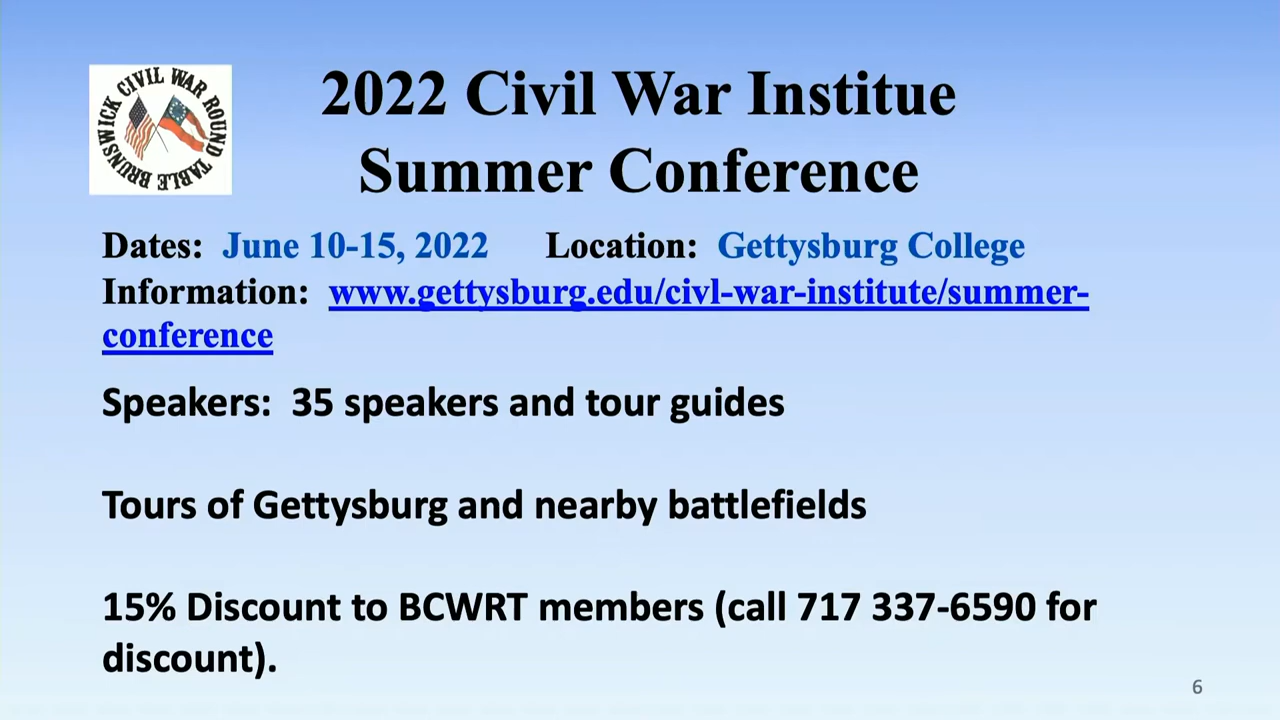 BRUNSWICK CIVIL WAR ROUND TABLE
2022 Civil War Institue
Summer Conference
Dates: June 10-15, 2022 Location: Gettysburg College
Information: www.gettysburg.edu/civl-war-institute/summer-
conference
Speakers: 35 speakers and tour guides
Tours of Gettysburg and nearby battlefields
15% Discount to BCWRT members (call 717 337-6590 for
discount).
6